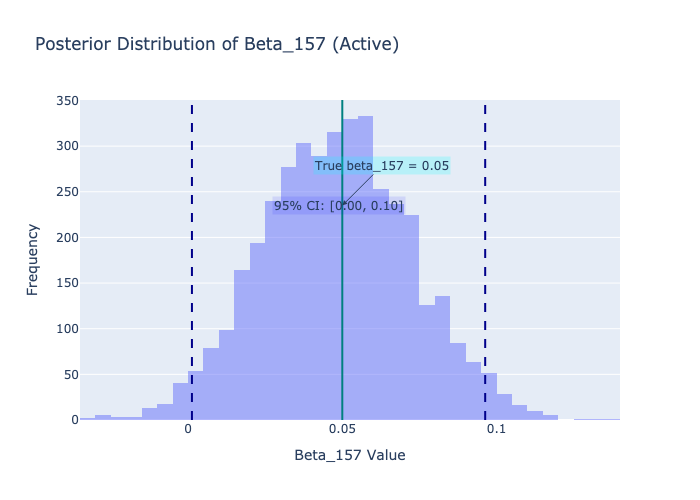 Posterior Distribution of Beta_157 (Active)
350
300
250
200
150
100
50
0
Frequency
True beta_157 = 0.05
95% CI: [0.00, 0.10]
0
0.05
0.1
Beta_157 Value